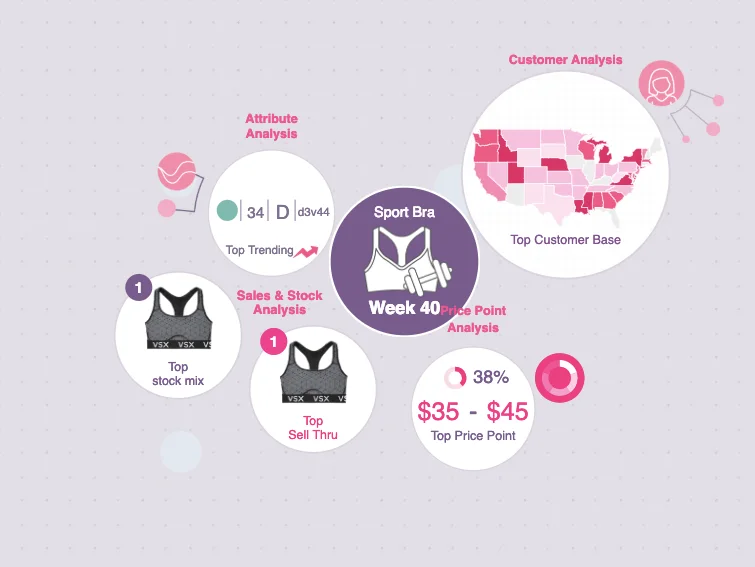 Customer Analysis
Attribute
Analysis
34 D d3v44
Top Trending
Sport Bra
Week 40
Top Customer Base
Sales & Stock
Analysis
1
VSX VSX
Top
stock mix
1
VSX VSX
Top
Sell Thru
Price Point
Analysis
38%
$35 - $45
Top Price Point